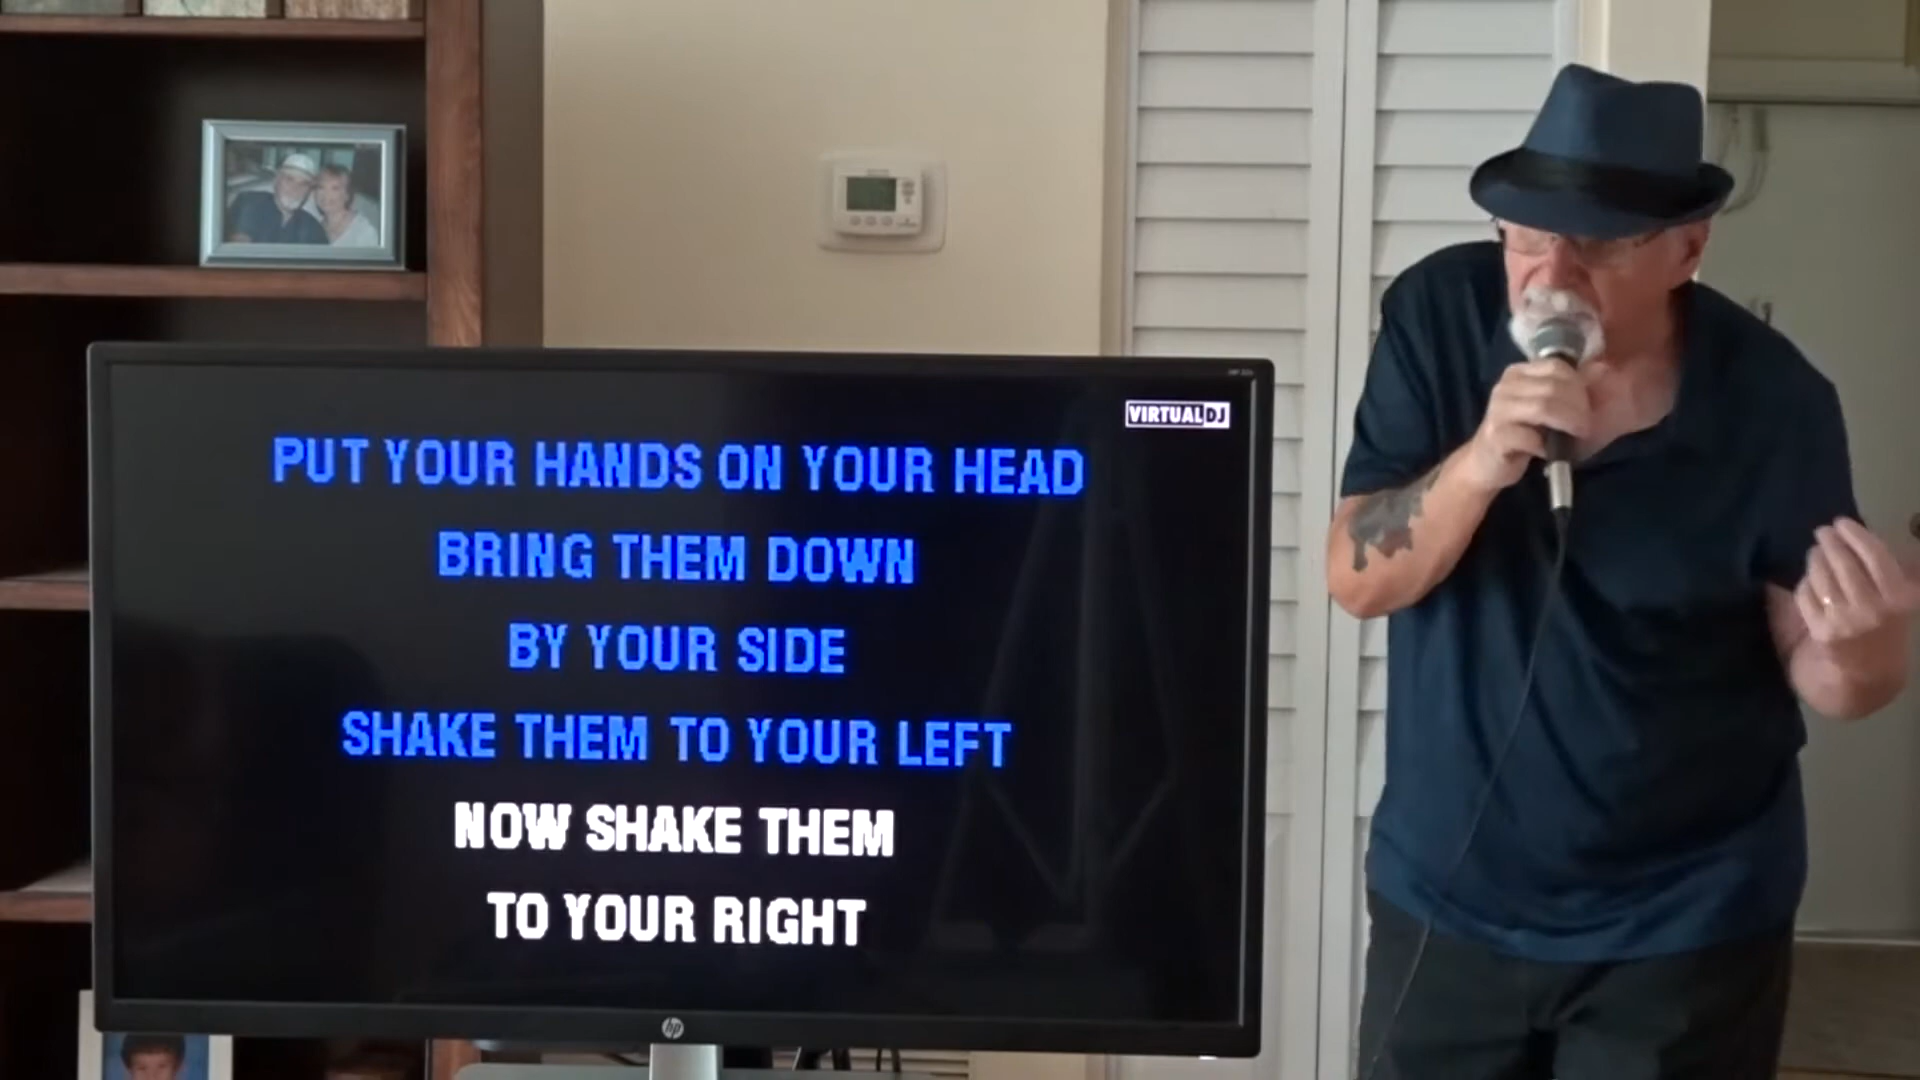 VIRTUALDJ
PUT YOUR HANDS ON YOUR HEAD
BRING THEM DOWN
BY YOUR SIDE
SHAKE THEM TO YOUR LEFT
NOW SHAKE THEM
TO YOUR RIGHT
hp